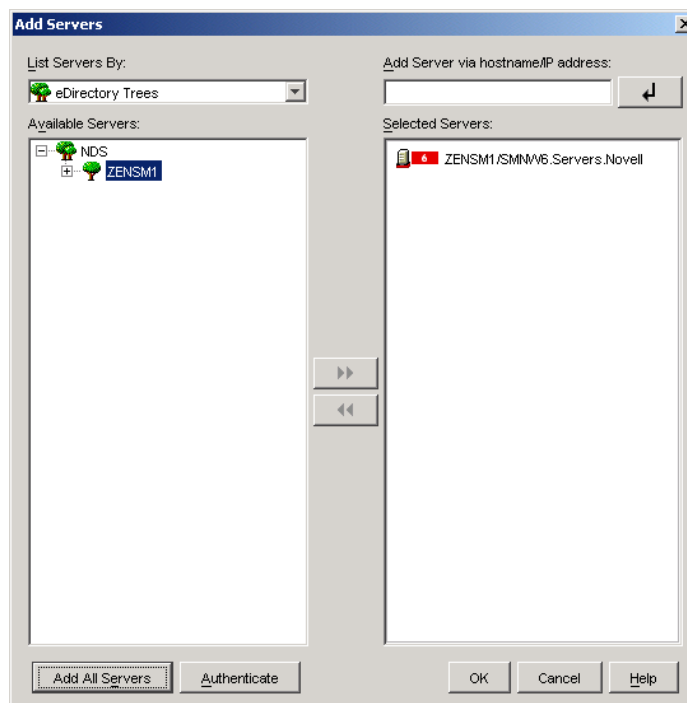 Add Servers
List Servers By:
eDirectory Trees
Available Servers:
NDS
ZENSM1
Add Server via hostname/IP address:
Selected Servers:
6 ZENSM1/SMNW6.Servers.Novell
Add All Servers
Authenticate
OK
Cancel
Help